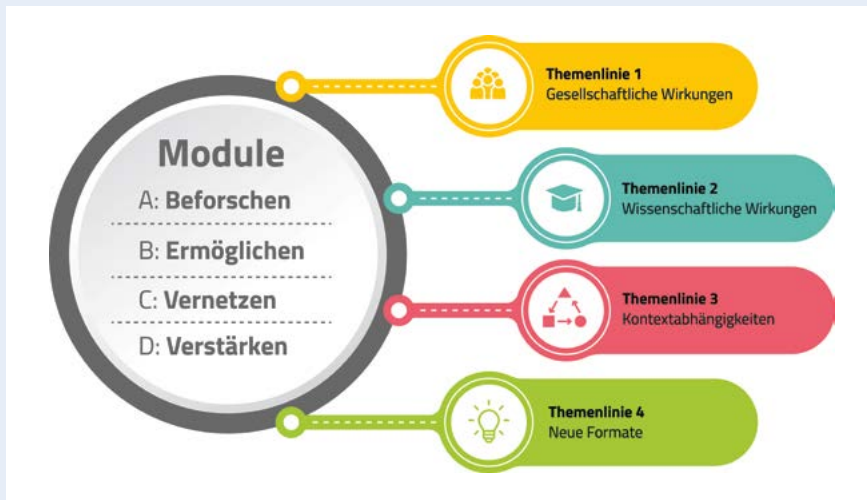 Module
A: Beforschen
B: Ermöglichen
C: Vernetzen
D: Verstärken
Themenlinie 1
Gesellschaftliche Wirkungen
Themenlinie 2
Wissenschaftliche Wirkungen
Themenlinie 3
Kontextabhängigkeiten
Themenlinie 4
Neue Formate